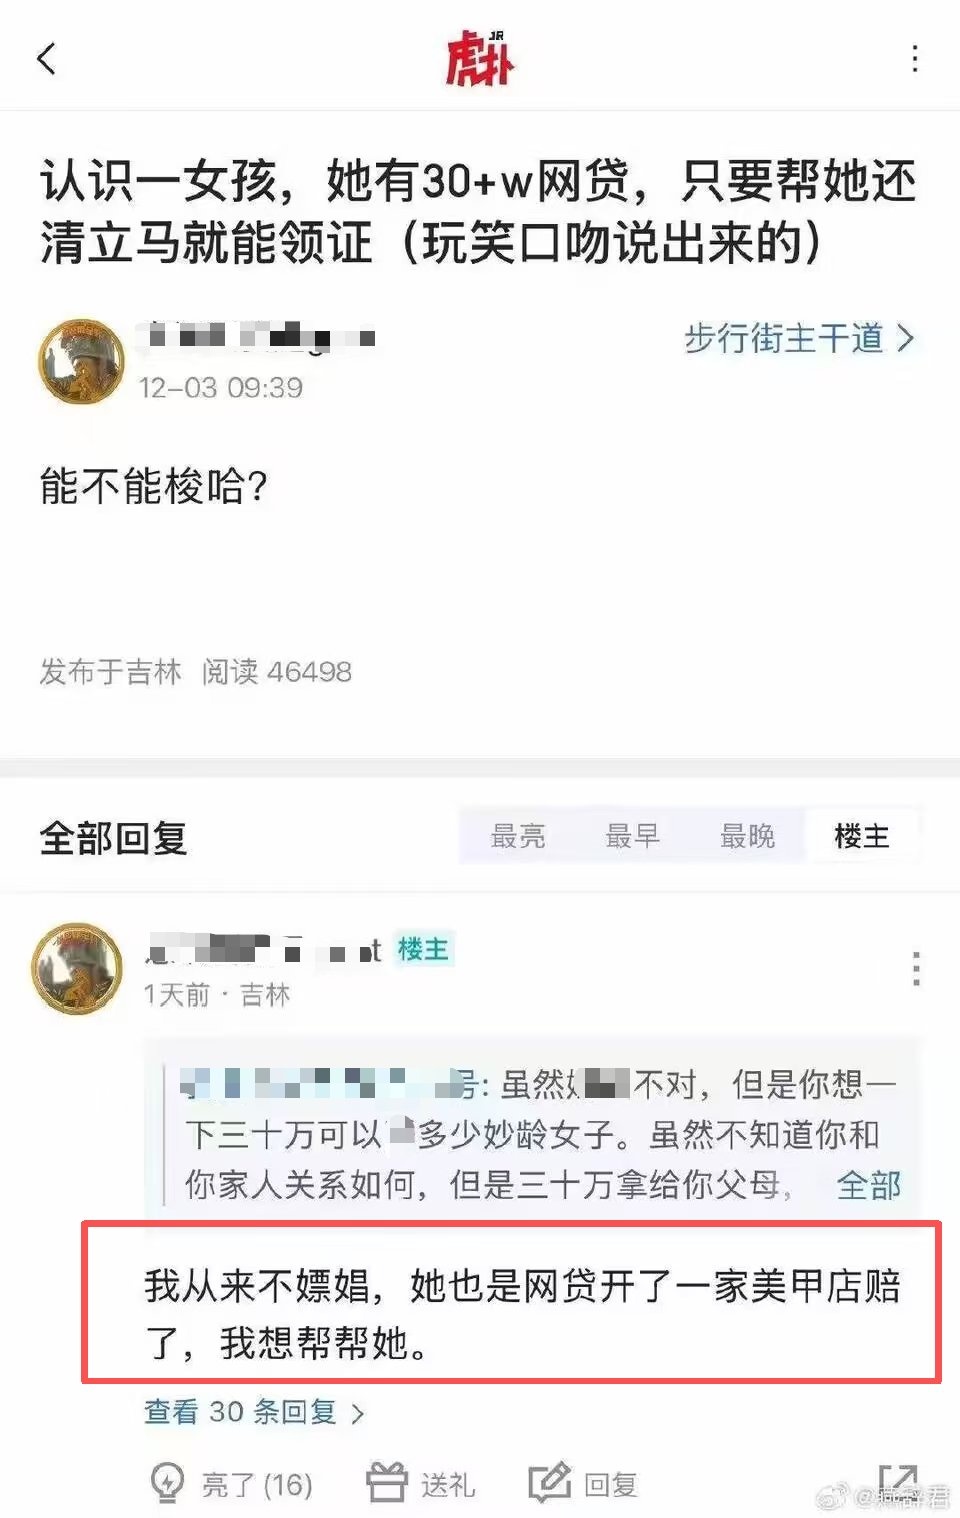 虎扑
JR
认识一女孩，她有30+w网贷，只要帮她还
清立马就能领证（玩笑口吻说出来的）
步行街主干道
12-03 09:39
能不能梭哈？
发布于吉林 阅读 46498
全部回复
最亮 最早 最晚 楼主
t 楼主
1天前 · 吉林
号: 虽然 不对，但是你想一
下三十万可以 多少妙龄女子。虽然不知道你和
你家人关系如何，但是三十万拿给你父母， 全部
我从来不嫖娼，她也是网贷开了一家美甲店赔
了，我想帮帮她。
查看 30 条回复
亮了 (16) 送礼 回复